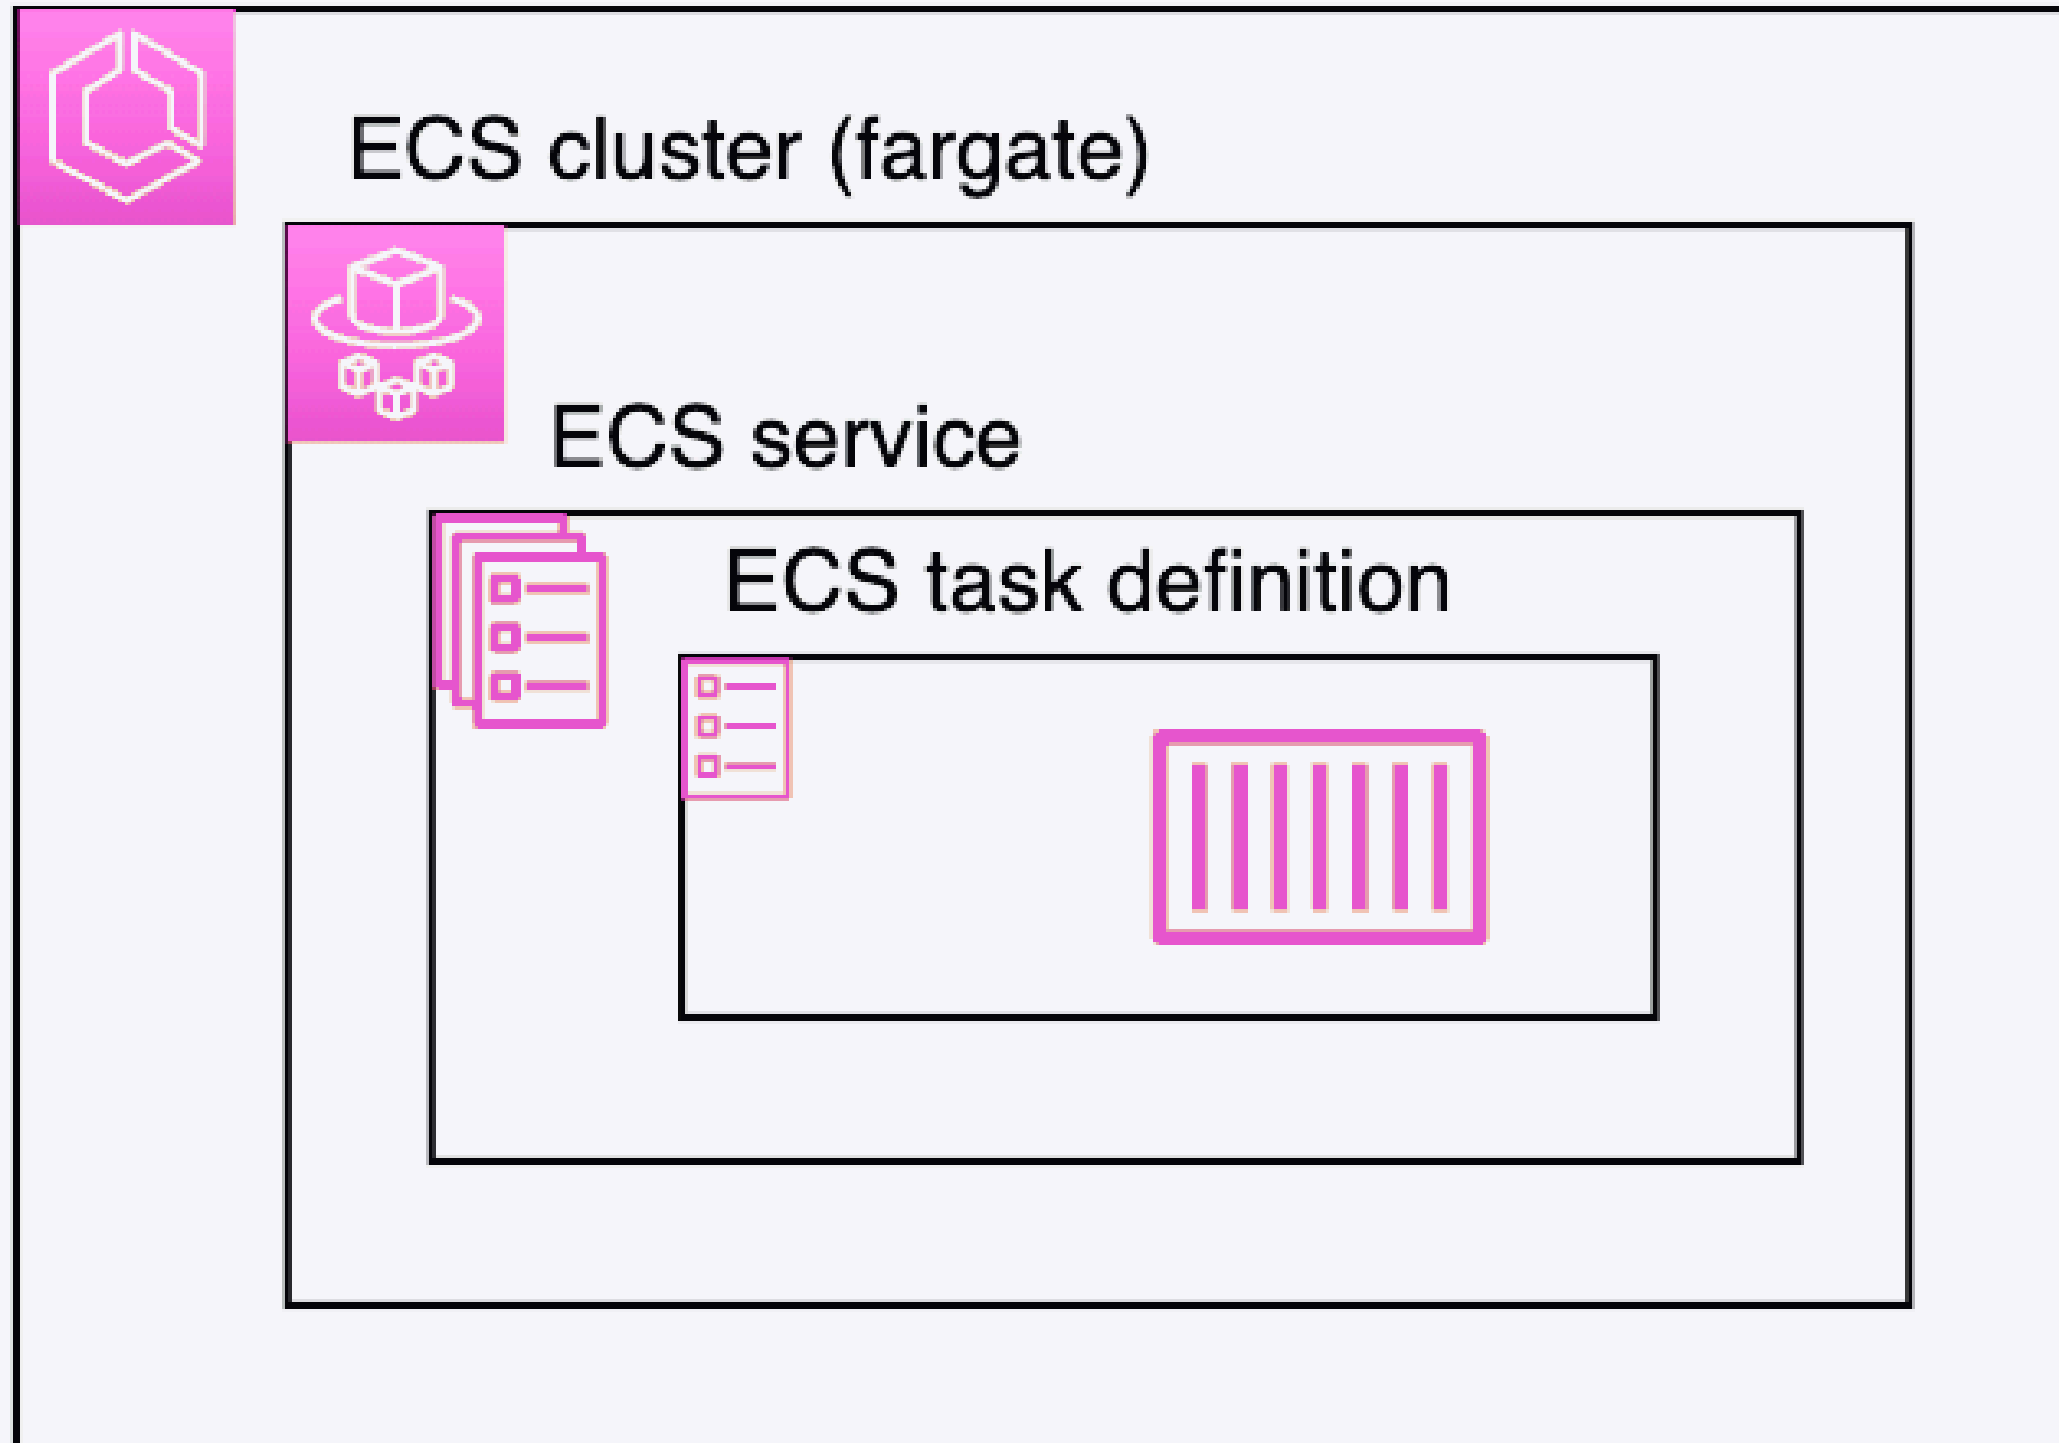 ECS cluster (fargate)
ECS service
ECS task definition